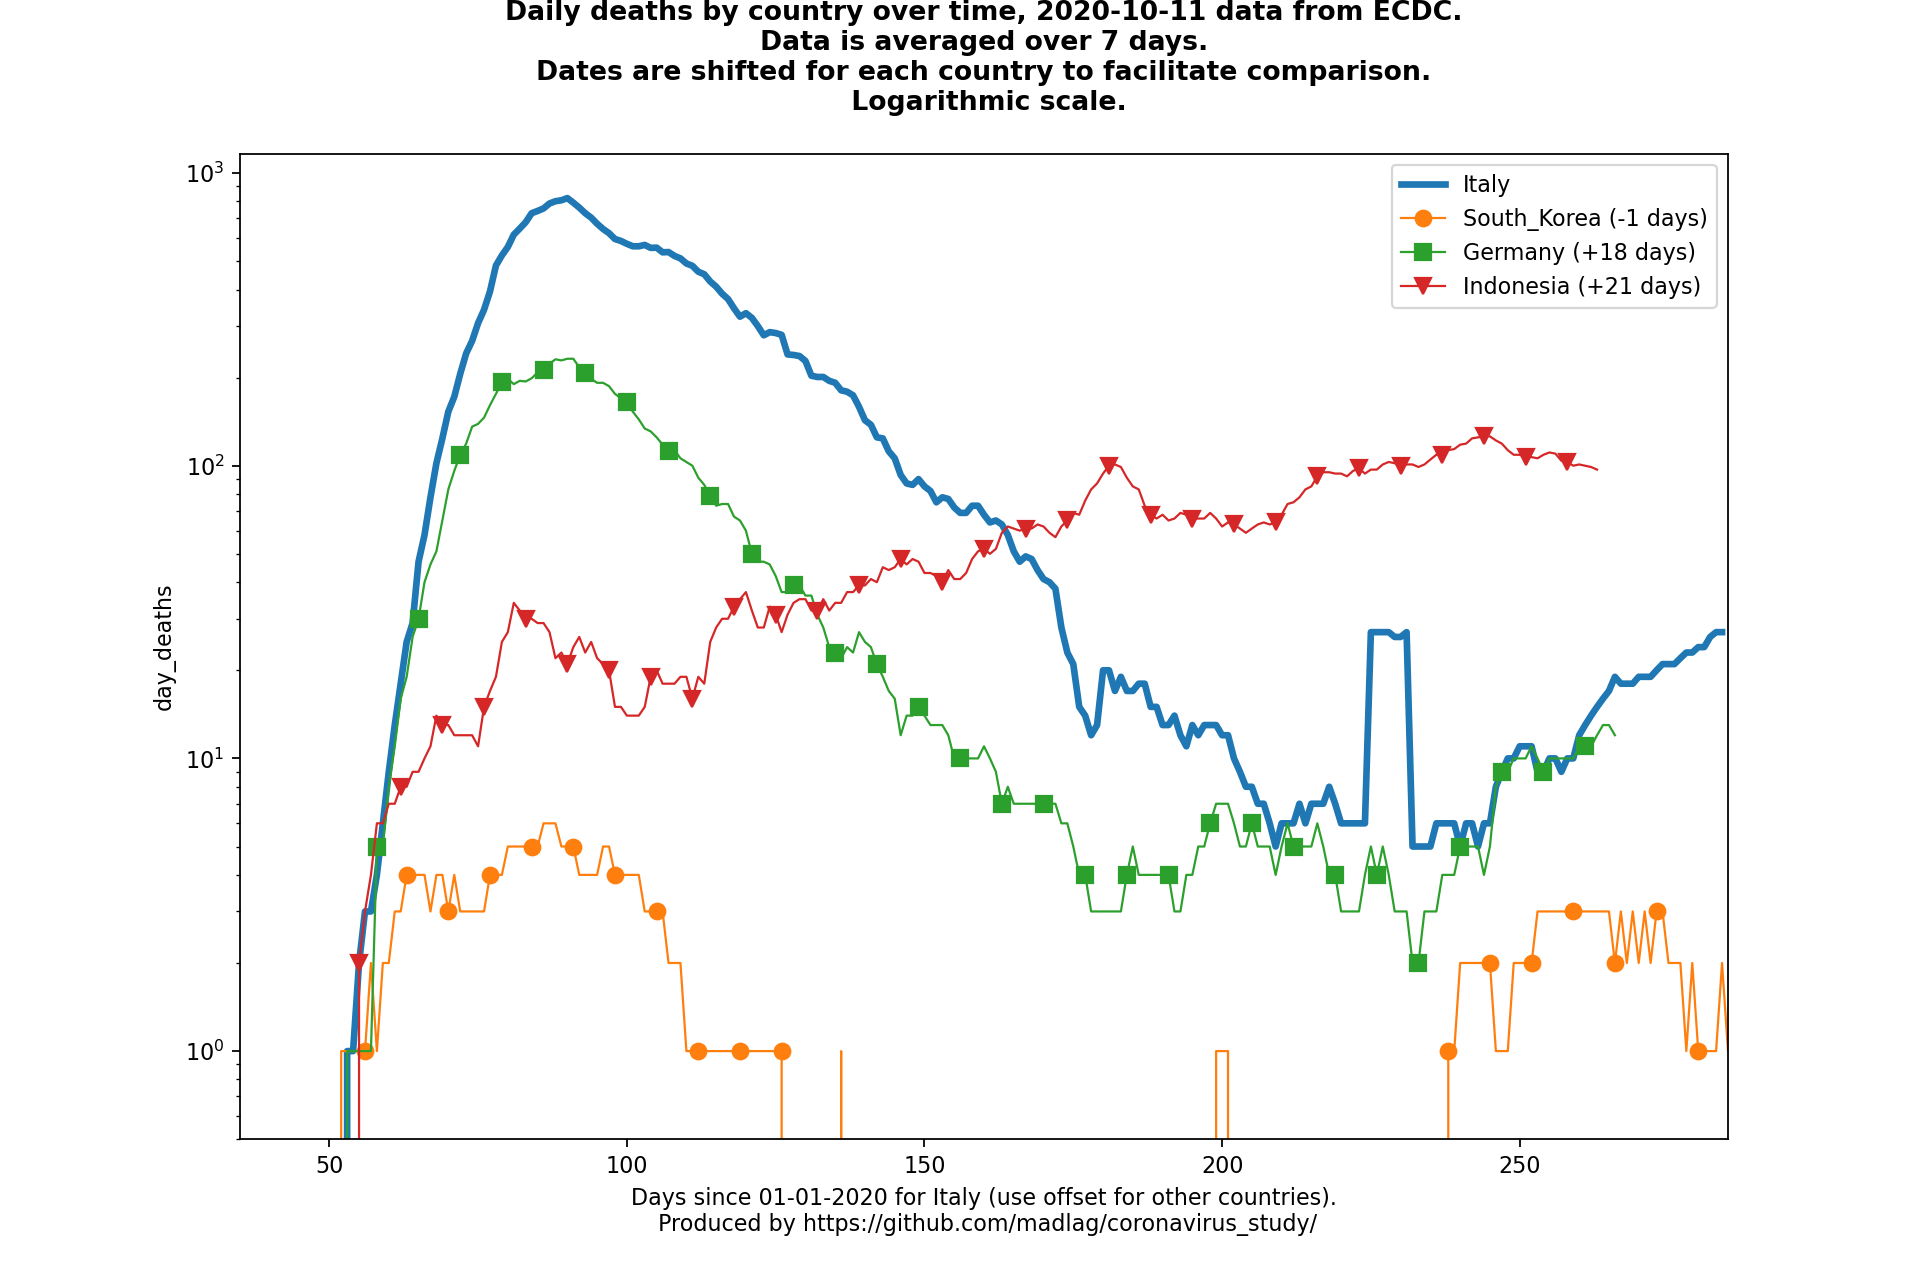 Daily deaths by country over time, 2020-10-11 data from ECDC.
Data is averaged over 7 days.
Dates are shifted for each country to facilitate comparison.
Logarithmic scale.
10³
10²
10¹
10⁰
day_deaths
Italy
South_Korea (-1 days)
Germany (+18 days)
Indonesia (+21 days)
50 100 150 200 250
Days since 01-01-2020 for Italy (use offset for other countries).
Produced by https://github.com/madlag/coronavirus_study/